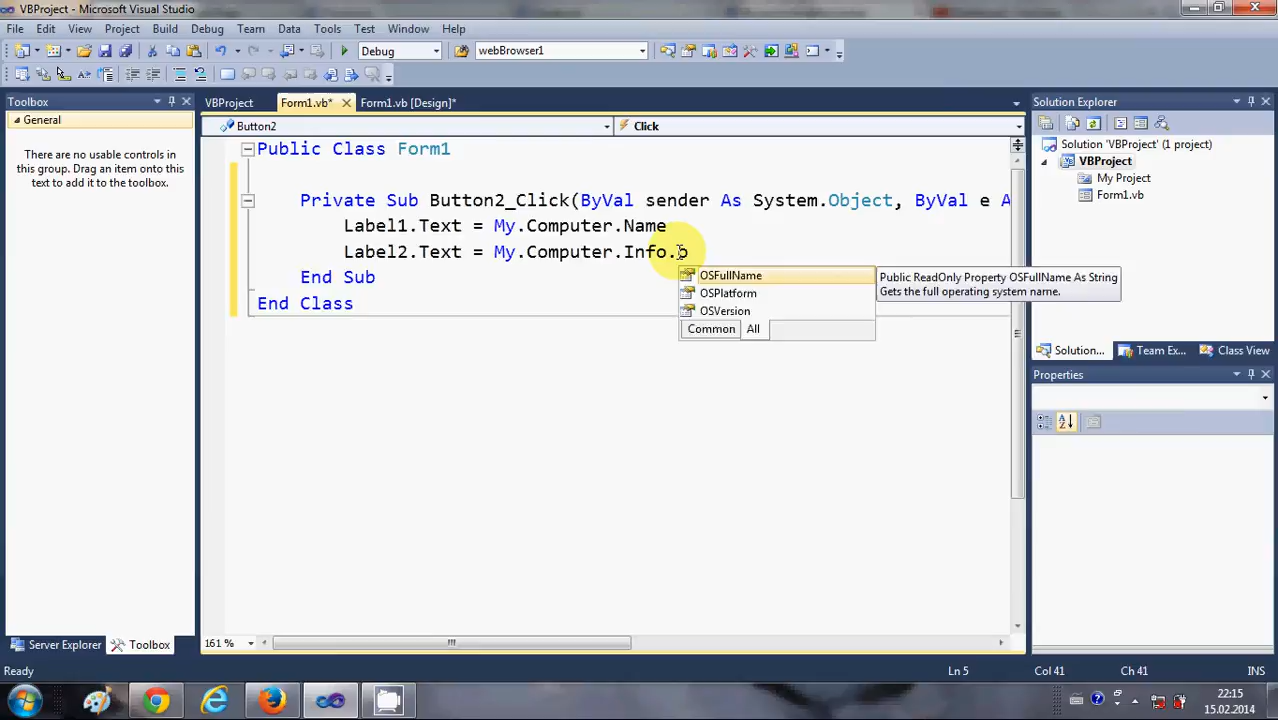 VBProject - Microsoft Visual Studio
File Edit View Project Build Debug Team Data Tools Test Window Help
Debug webBrowser1
Toolbox
General
There are no usable controls in
this group. Drag an item onto this
text to add it to the toolbox.
Server Explorer Toolbox
VBProject Form1.vb* Form1.vb [Design]*
Button2 Click
Public Class Form1
Private Sub Button2_Click(ByVal sender As System.Object, ByVal e A
Label1.Text = My.Computer.Name
Label2.Text = My.Computer.Info.o
End Sub
End Class
OSFullName
OSPlatform
OSVersion
Common All
Public ReadOnly Property OSFullName As String
Gets the full operating system name.
161 %
Solution Explorer
Solution 'VBProject' (1 project)
VBProject
My Project
Form1.vb
Solution... Team Ex... Class View
Properties
Ready Ln 5 Col 41 Ch 41 INS
22:15
15.02.2014